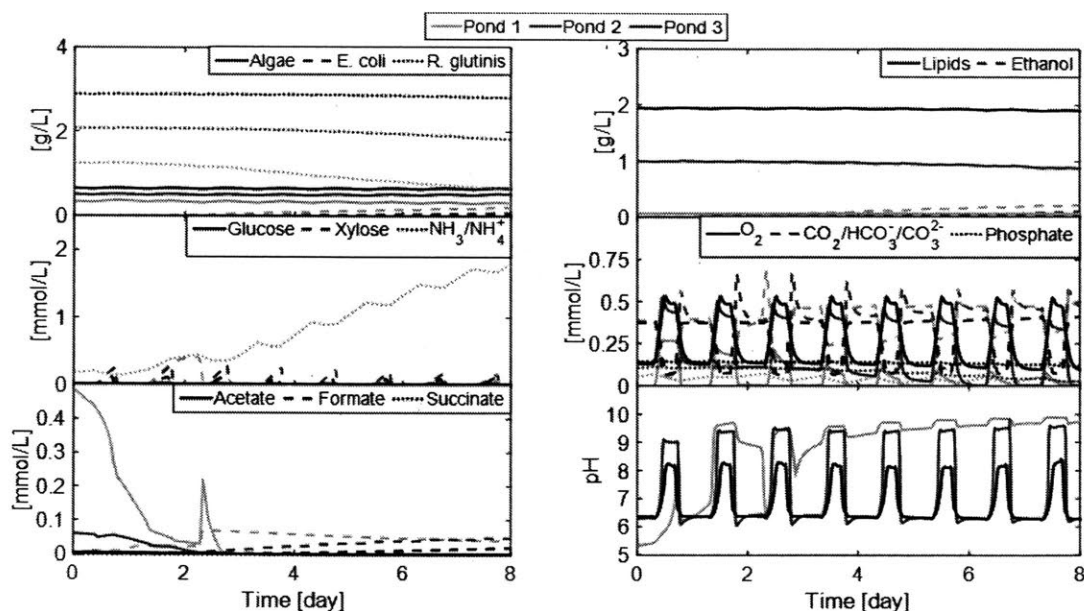 Pond 1 Pond 2 Pond 3
Algae E. coli R. glutinis
4
2
0
[g/L]
Glucose Xylose NH₃/NH₄⁺
2
1
0
[mmol/L]
Acetate Formate Succinate
0.4
0.3
0.2
0.1
0
[mmol/L]
0 2 4 6 8
Time [day]
Lipids Ethanol
3
2
1
0
[g/L]
O₂ CO₂/HCO₃⁻/CO₃²⁻ Phosphate
0.75
0.5
0.25
0
[mmol/L]
10
9
8
7
6
5
pH
0 2 4 6 8
Time [day]